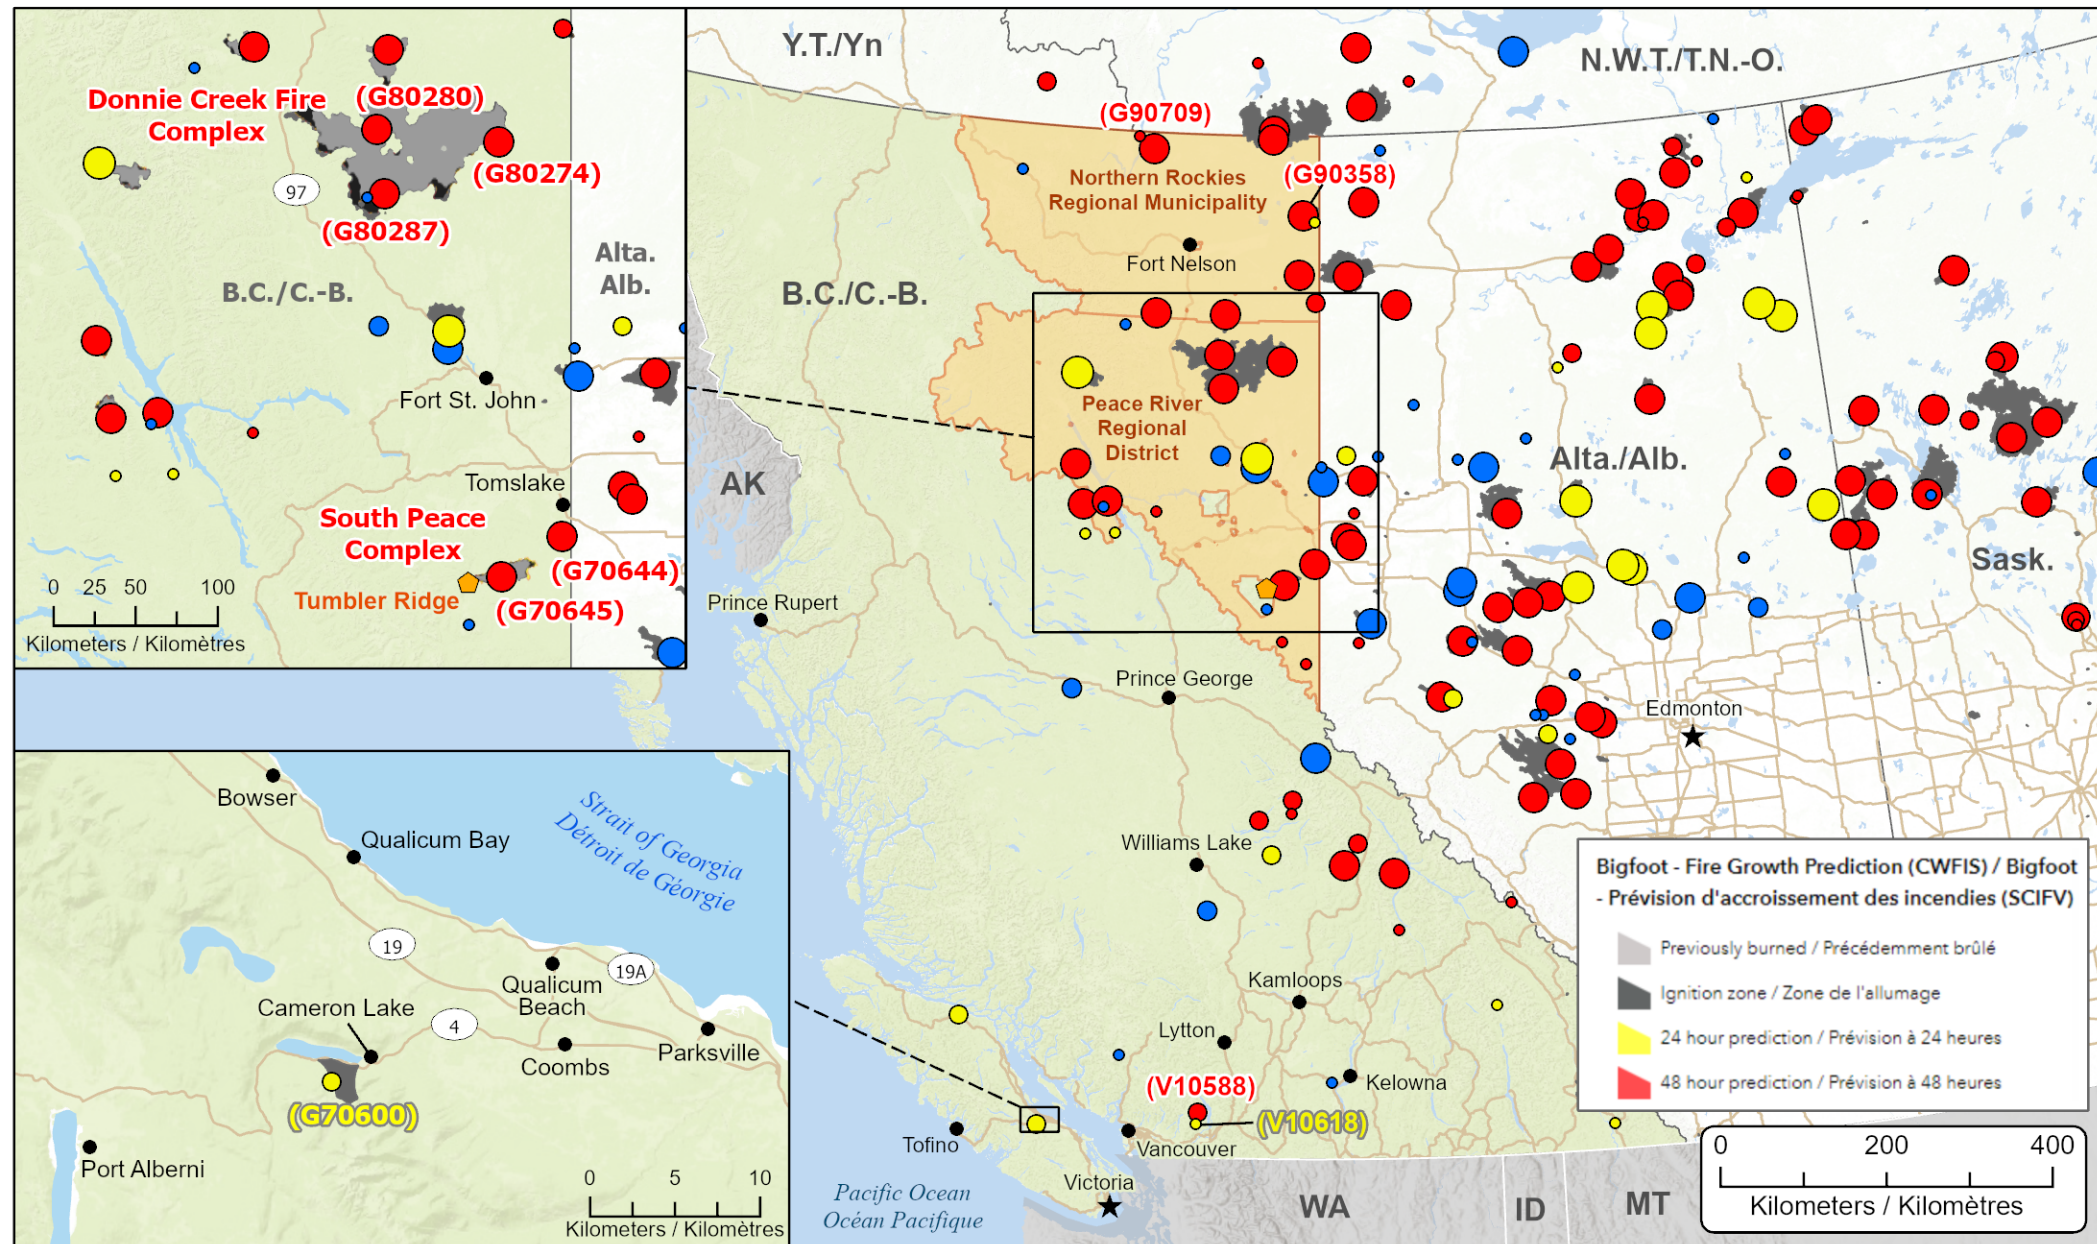 Donnie Creek Fire
Complex
(G80280)
(G80274)
97
(G80287)
B.C./C.-B.
Alta.
Alb.
Fort St. John
Tomslake
South Peace
Complex
(G70644)
Tumbler Ridge
(G70645)
0 25 50 100
Kilometers / Kilomètres
Y.T./Yn
N.W.T./T.N.-O.
(G90709)
Northern Rockies
Regional Municipality
(G90358)
Fort Nelson
B.C./C.-B.
Peace River
Regional
District
AK
Alta./Alb.
Sask.
Prince Rupert
Prince George
Edmonton
Williams Lake
Kamloops
Lytton
Kelowna
(V10588)
(V10618)
Tofino
Vancouver
Victoria
Pacific Ocean
Océan Pacifique
WA
ID
MT
Bowser
Qualicum Bay
Strait of Georgia
Détroit de Géorgie
19
19A
Qualicum
Beach
Cameron Lake
4
Coombs
Parksville
(G70600)
Port Alberni
0 5 10
Kilometers / Kilomètres
Bigfoot - Fire Growth Prediction (CWFIS) / Bigfoot
- Prévision d'accroissement des incendies (SCIFV)
Previously burned / Précédemment brûlé
Ignition zone / Zone de l'allumage
24 hour prediction / Prévision à 24 heures
48 hour prediction / Prévision à 48 heures
0 200 400
Kilometers / Kilomètres